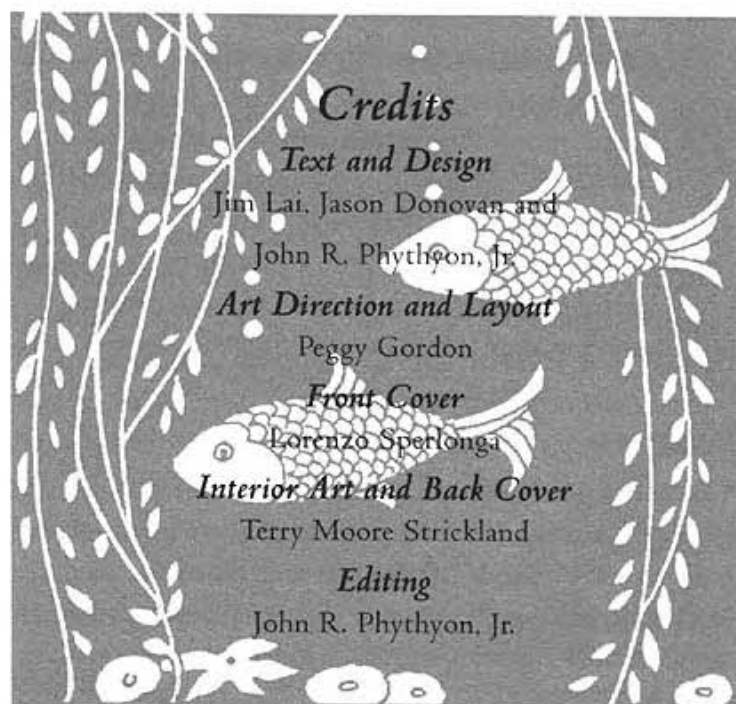 Credits
Text and Design
Jim Lai, Jason Donovan and
John R. Phythyon, Jr.
Art Direction and Layout
Peggy Gordon
Front Cover
Lorenzo Sperlonga
Interior Art and Back Cover
Terry Moore Strickland
Editing
John R. Phythyon, Jr.